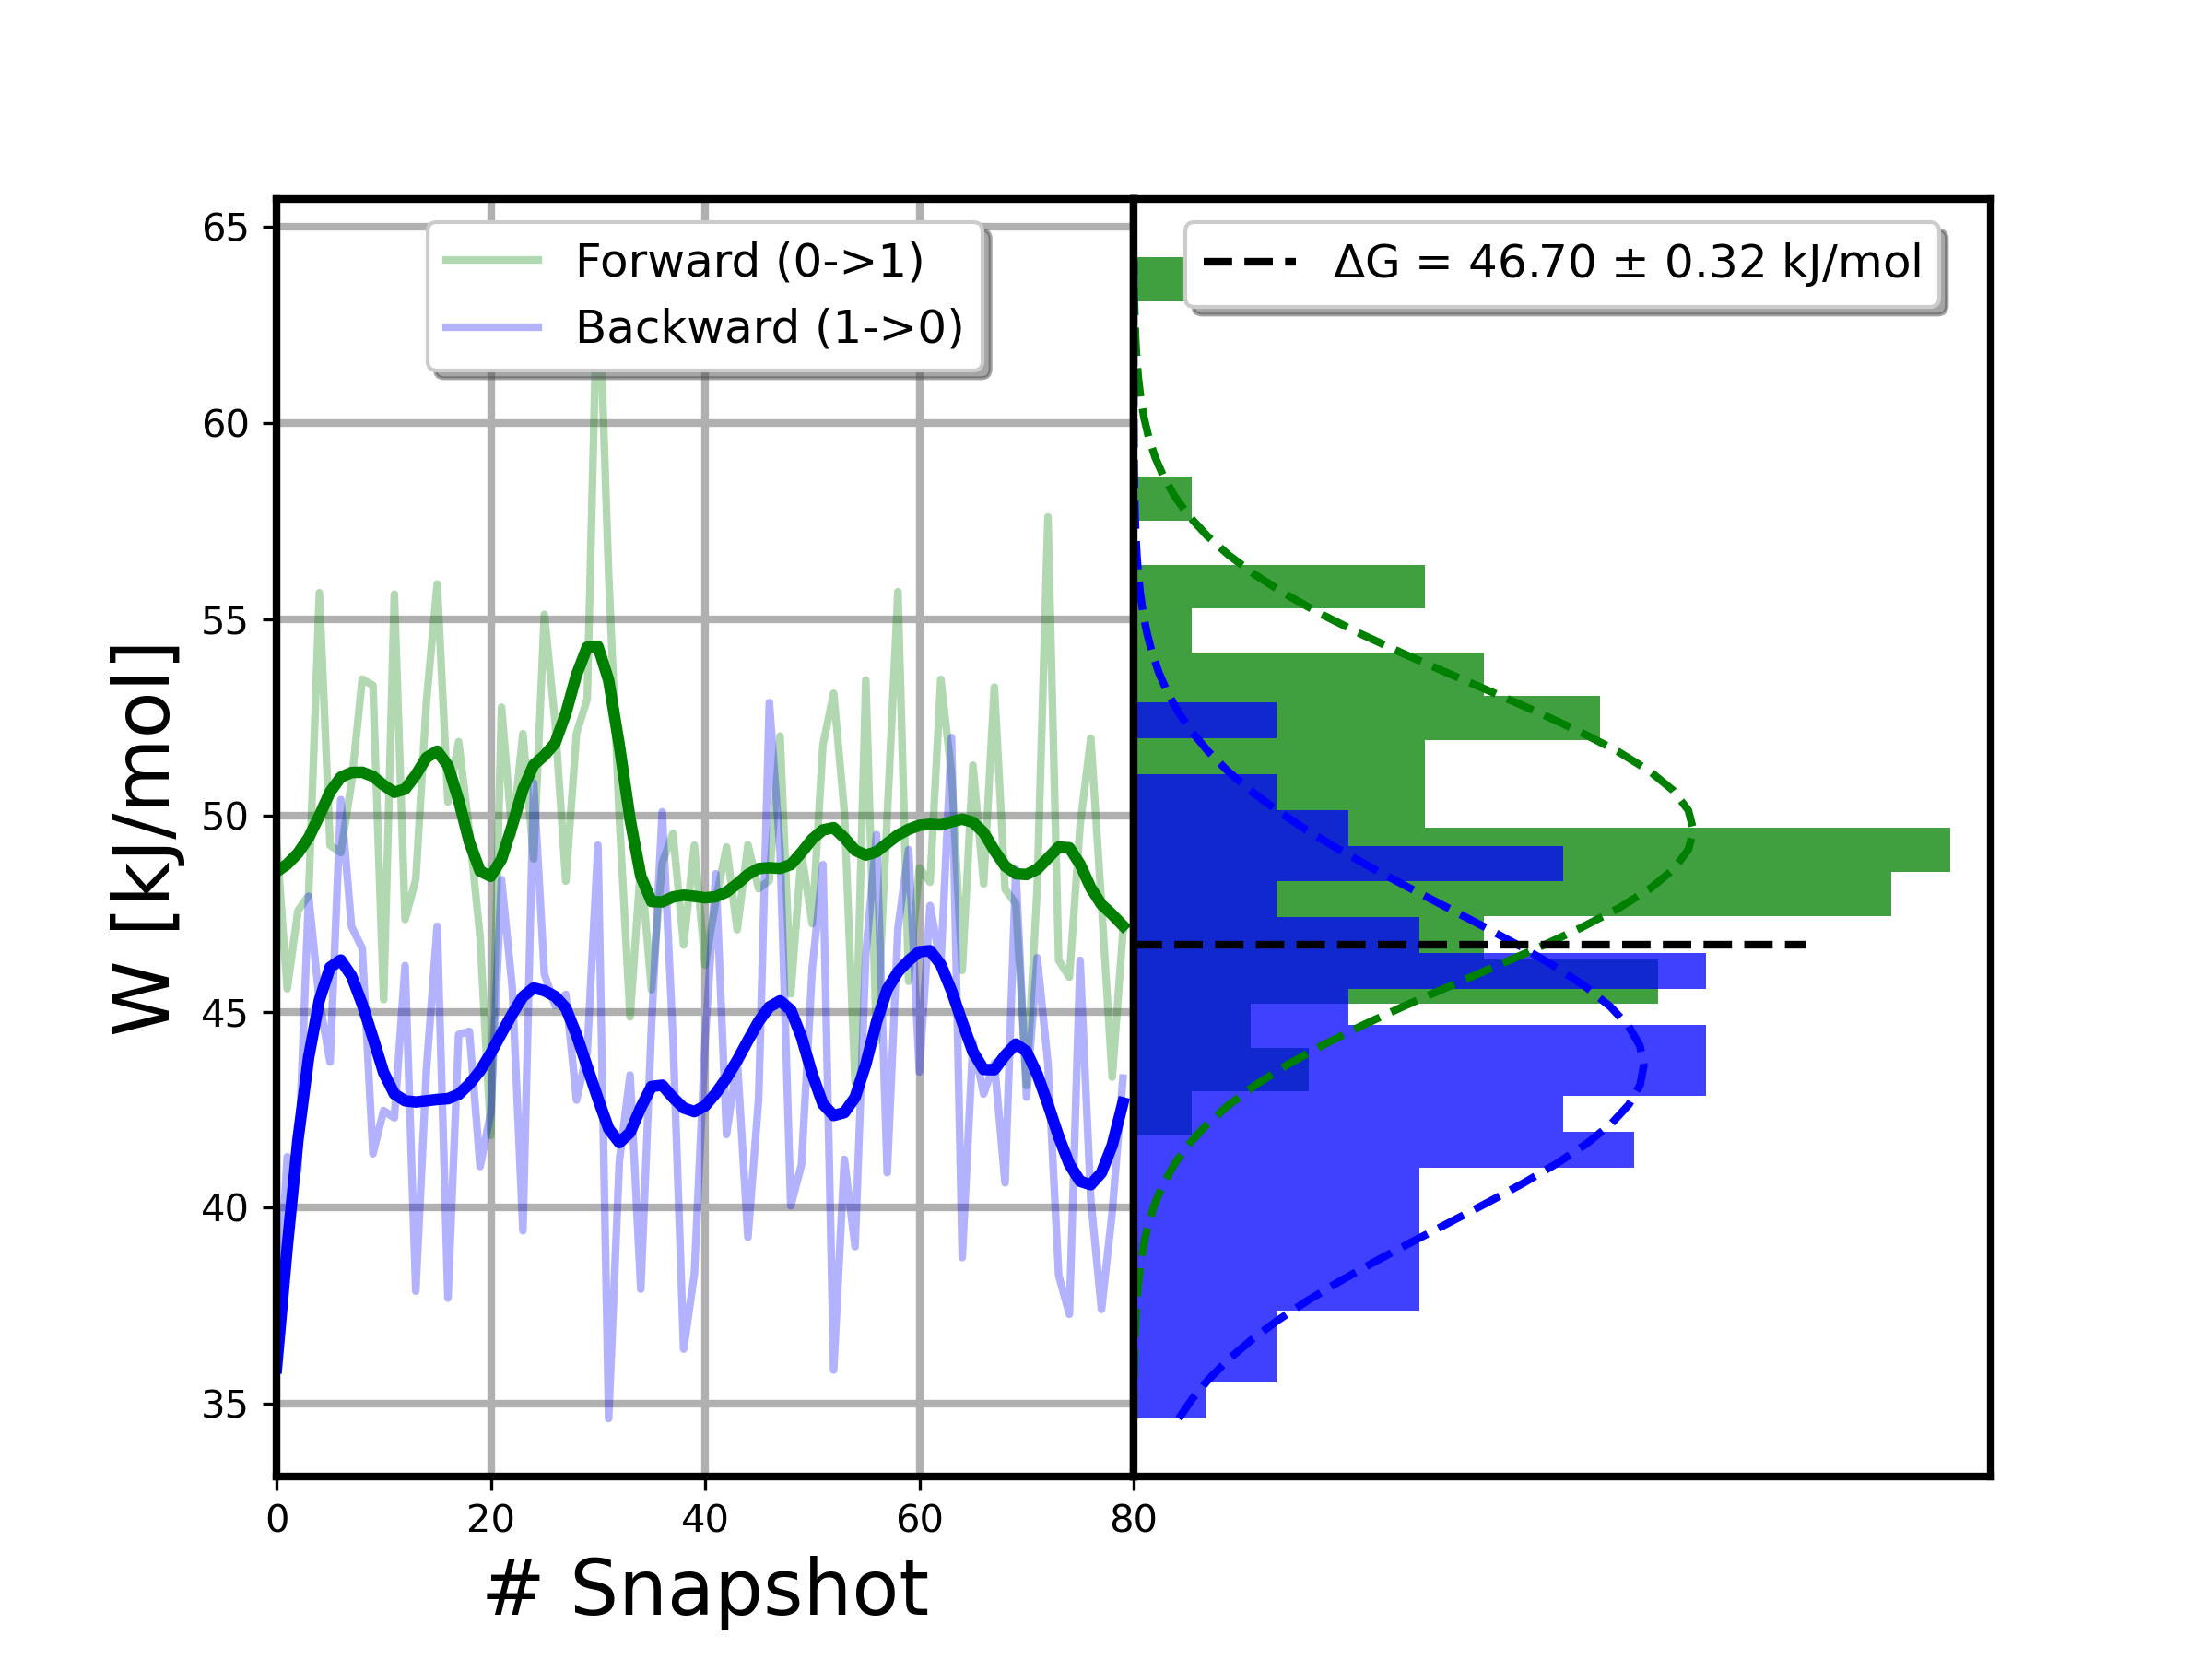 65
60
55
50
45
40
35
W [kJ/mol]
Forward (0->1)
Backward (1->0)
ΔG = 46.70 ± 0.32 kJ/mol
0 20 40 60 80
# Snapshot